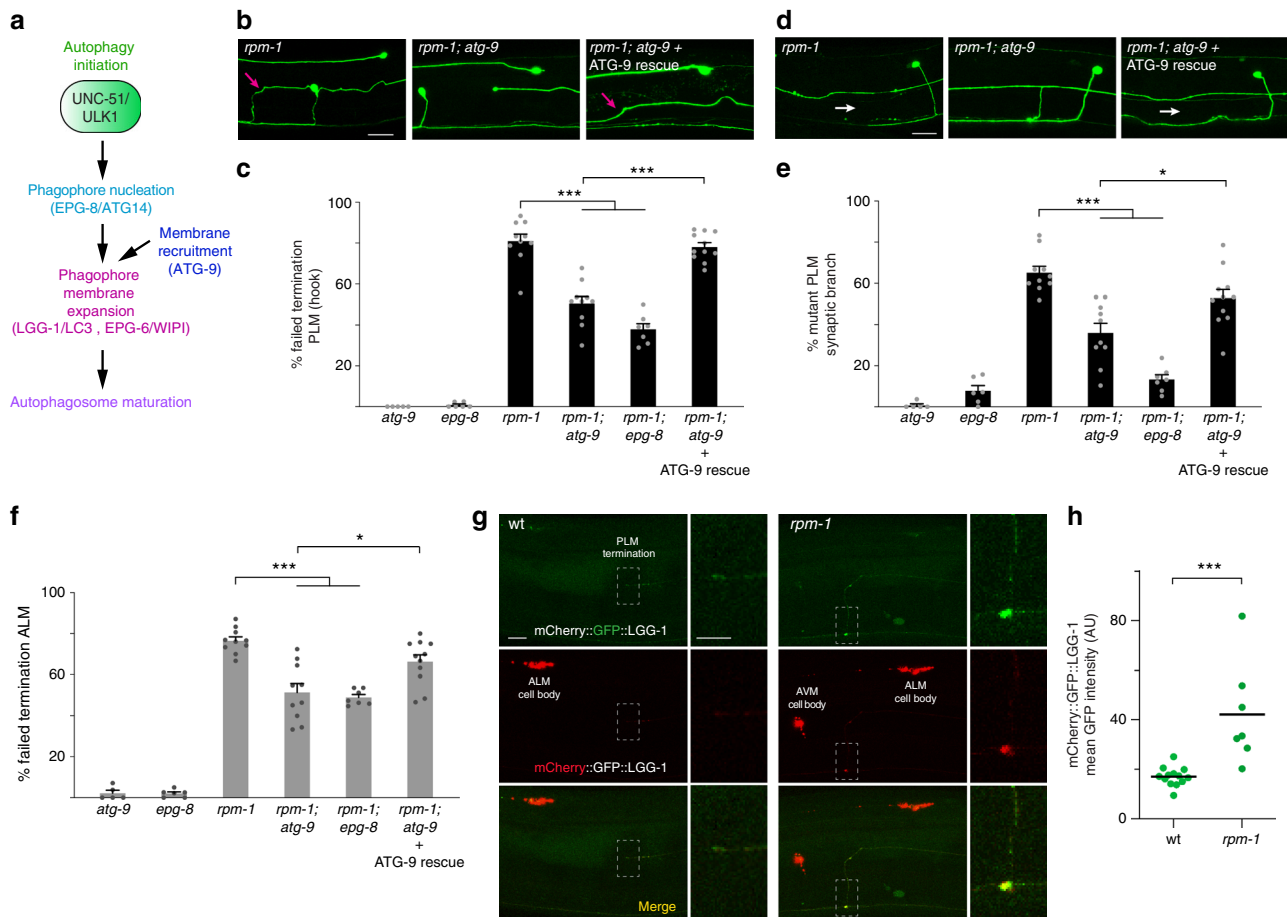 a
Autophagy
initiation
UNC-51/
ULK1
Phagophore nucleation
(EPG-8/ATG14)
Membrane
recruitment
(ATG-9)
Phagophore
membrane
expansion
(LGG-1/LC3 , EPG-6/WIPI)
Autophagosome maturation
b
rpm-1
rpm-1; atg-9
rpm-1; atg-9 +
ATG-9 rescue
c
% failed termination
PLM (hook)
100
60
20
***
***
atg-9
epg-8
rpm-1
rpm-1;
atg-9
rpm-1;
epg-8
rpm-1;
atg-9
+
ATG-9 rescue
d
rpm-1
rpm-1; atg-9
rpm-1; atg-9 +
ATG-9 rescue
e
% mutant PLM
synaptic branch
100
60
20
***
*
atg-9
epg-8
rpm-1
rpm-1;
atg-9
rpm-1;
epg-8
rpm-1;
atg-9
+
ATG-9 rescue
f
% failed termination ALM
100
60
20
***
*
atg-9
epg-8
rpm-1
rpm-1;
atg-9
rpm-1;
epg-8
rpm-1;
atg-9
+
ATG-9 rescue
g
wt
PLM
termination
mCherry::GFP::LGG-1
ALM
cell body
mCherry::GFP::LGG-1
Merge
rpm-1
AVM
cell body
ALM
cell body
h
mCherry::GFP::LGG-1
mean GFP intensity (AU)
80
40
0
***
wt
rpm-1